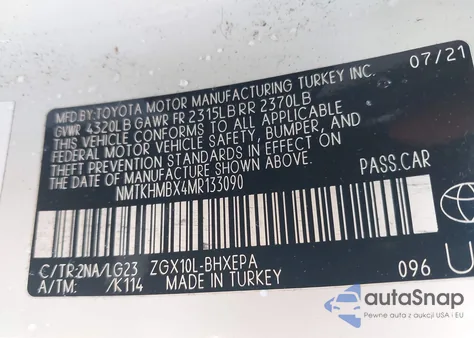 07/21
MFD.BY:TOYOTA MOTOR MANUFACTURING TURKEY INC.
GVWR 4320LB GAWR FR 2315LB RR 2370LB
THIS VEHICLE CONFORMS TO ALL APPLICABLE
FEDERAL MOTOR VEHICLE SAFETY, BUMPER, AND
THEFT PREVENTION STANDARDS IN EFFECT ON THE
DATE OF MANUFACTURE SHOWN ABOVE.
NMTKHMBX4MR133090
PASS.CAR
C/TR:2NA/LG23 ZGX10L-BHXEPA
A/TM: /K114 MADE IN TURKEY
096 U
autoSnap
Pewne zakupy aut z USA i EU